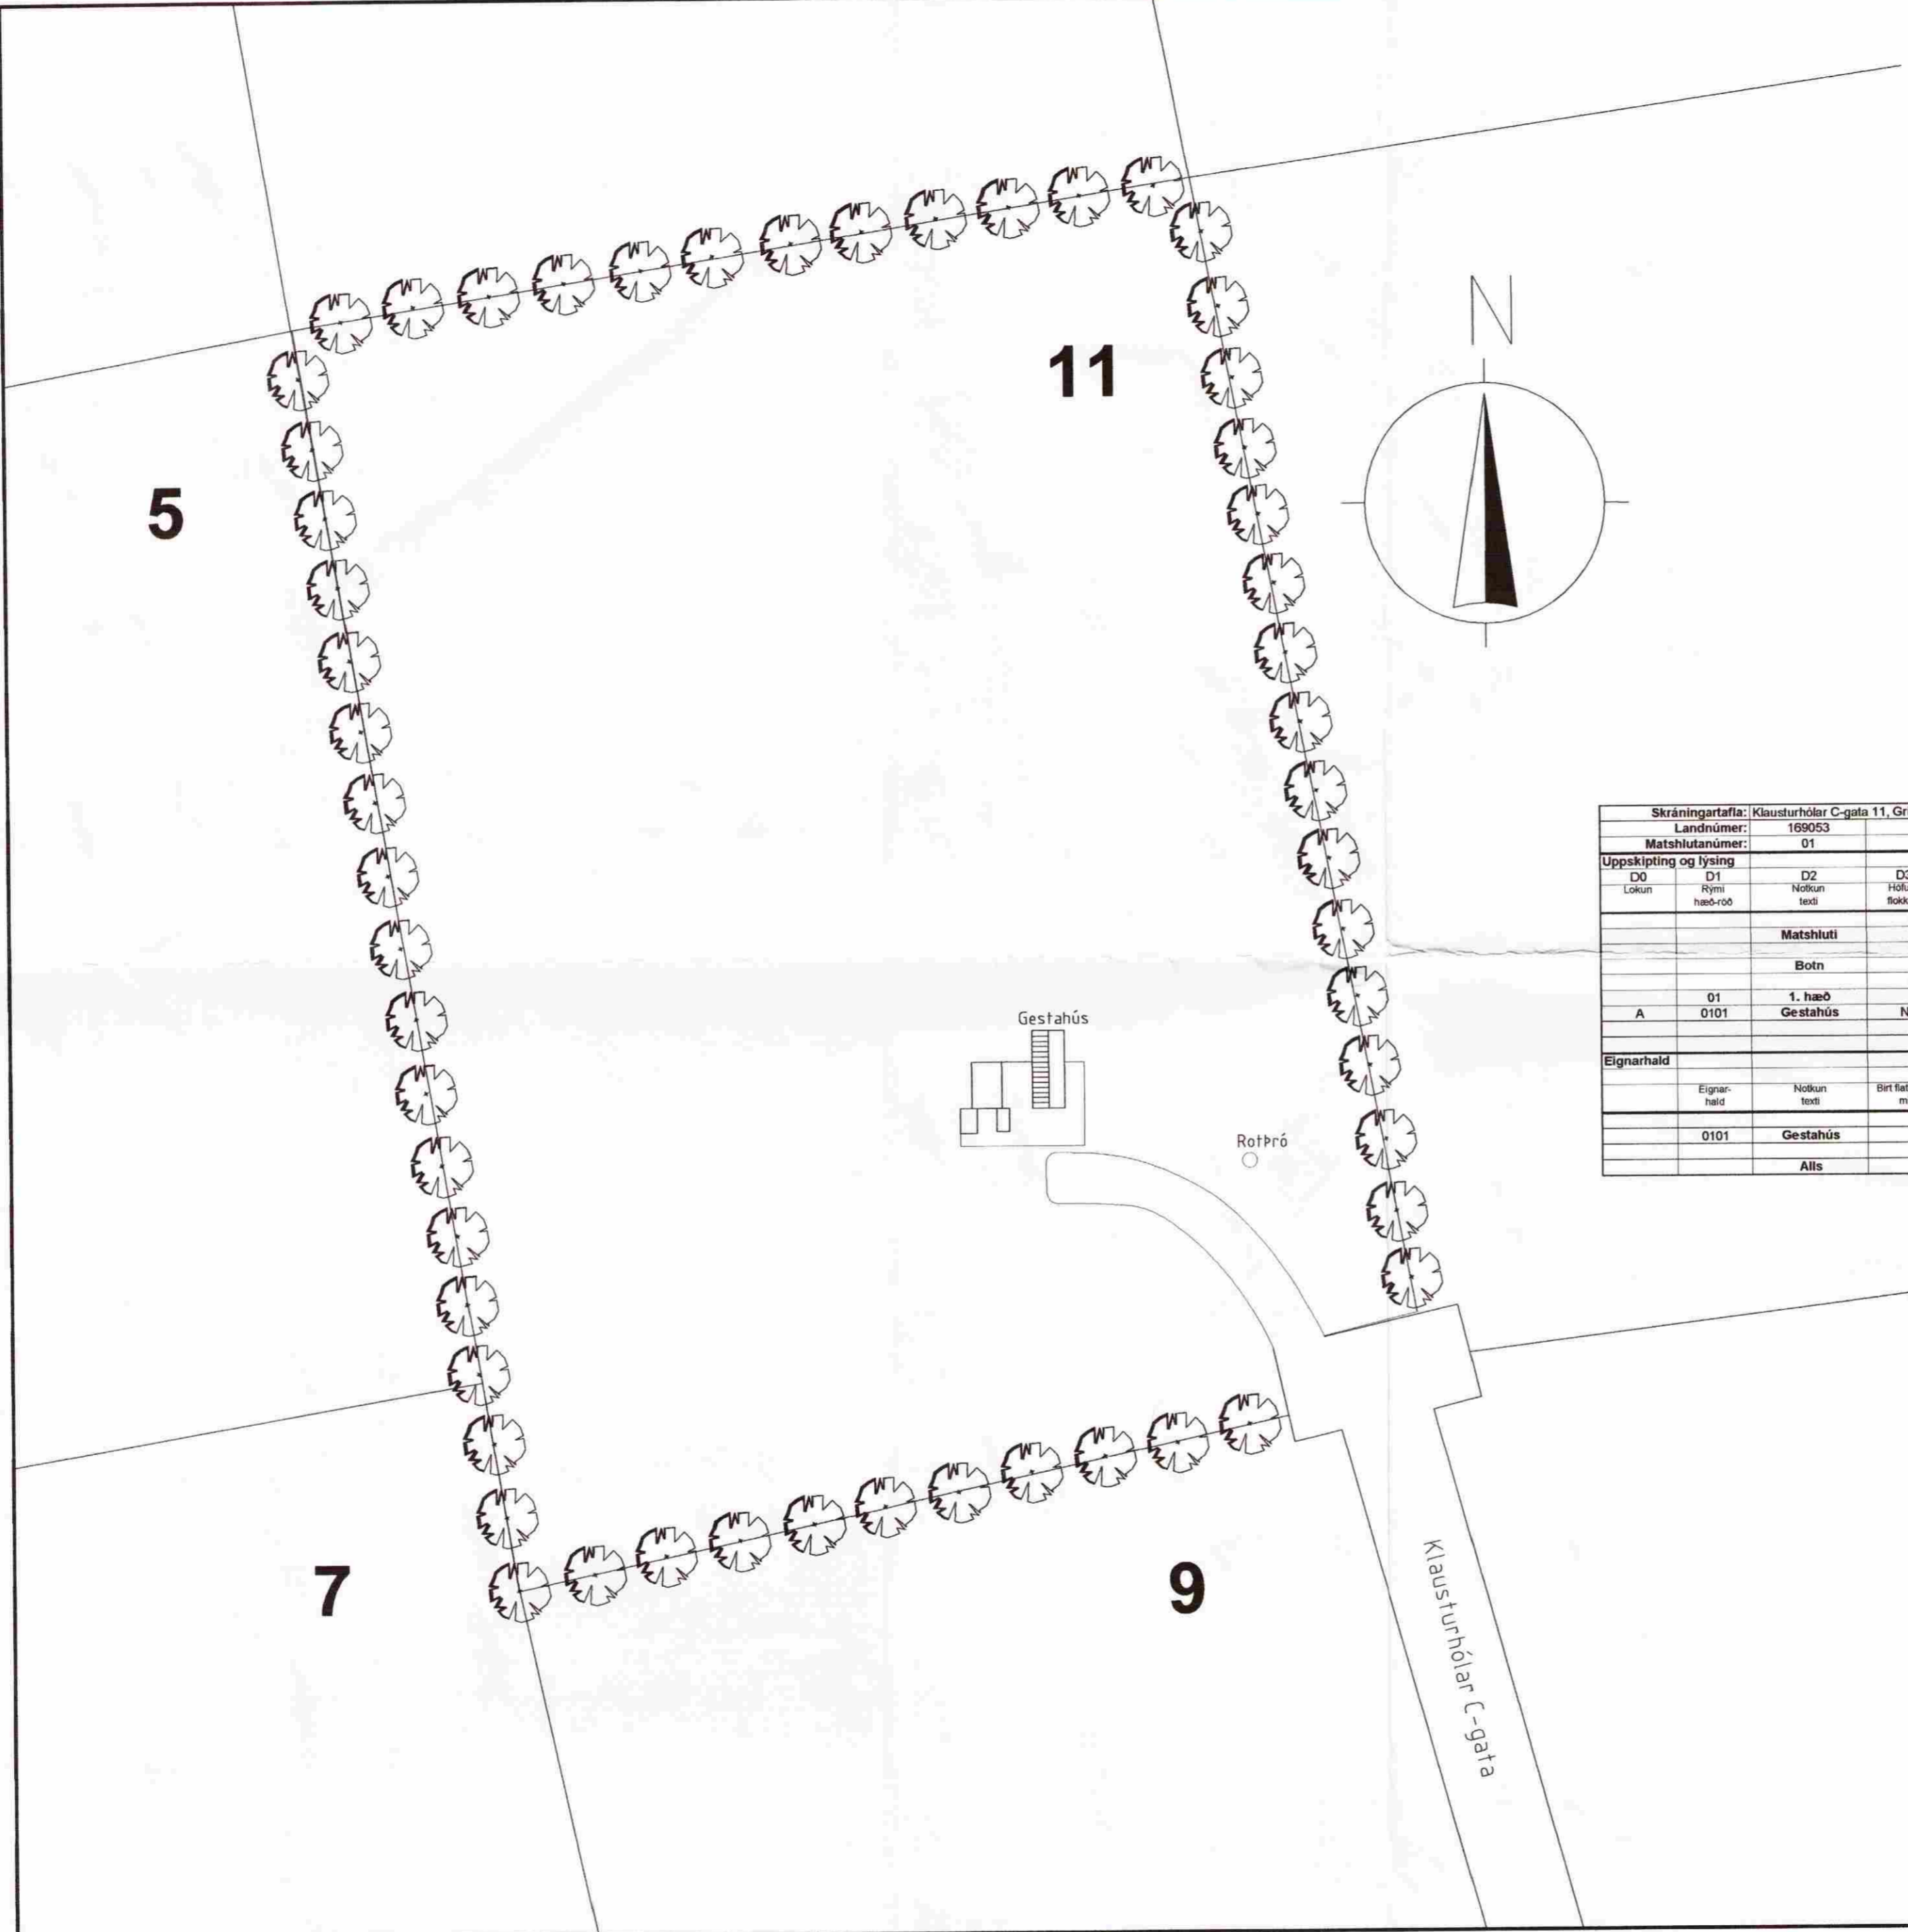 N
11
5
Skráningartafla: Klausturhólar C-gata 11,
Landnúmer: 169053
Matshlutanúmer: 01
Uppskipting og lýsing
D0 D1 D2
Lokun Rými Notkun
hæð-röð texti
Matshluti
Botn
01 1. hæð
A 0101 Gestahús
Eignarhald
Eignar- Notkun Birt
hald texti
0101 Gestahús
Alls
Gestahús
Rotþró
7
9
Klausturhólar C-gata